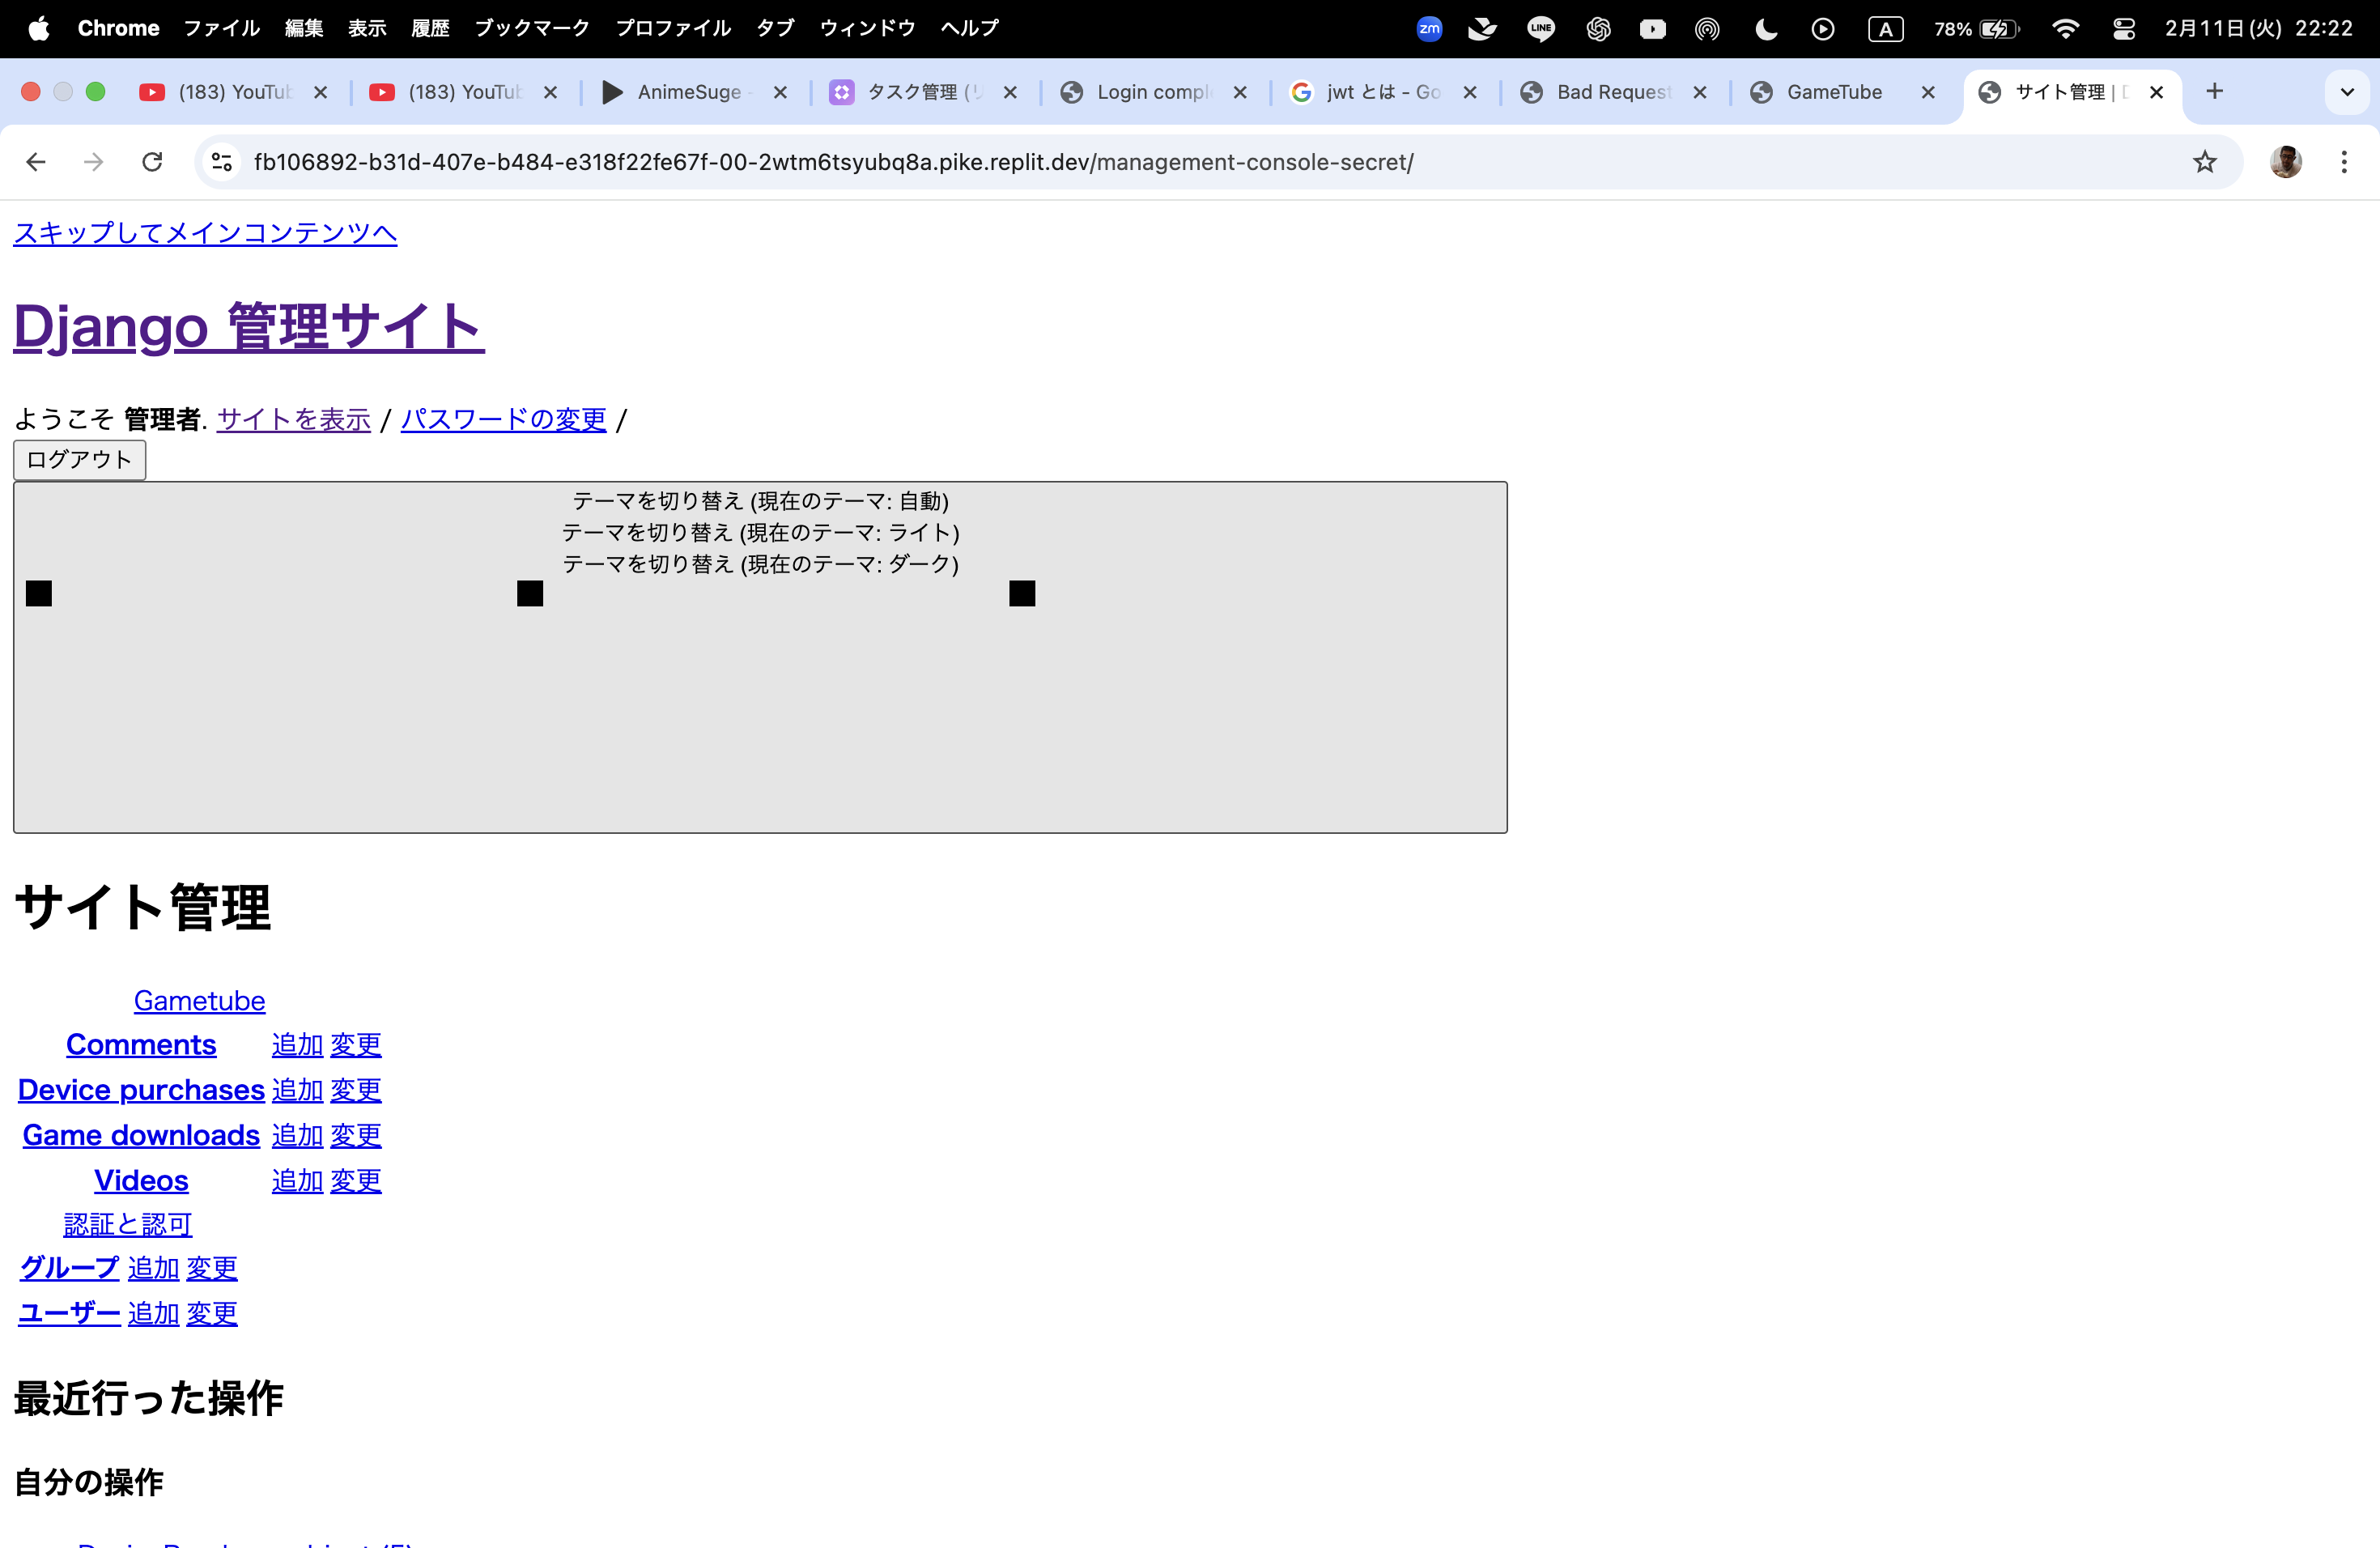 Chrome ファイル 編集 表示 履歴 ブックマーク プロファイル タブ ウィンドウ ヘルプ zm LINE A 78% 2月11日(火) 22:22
(183) YouTub (183) YouTub AnimeSuge - タスク管理 (リ Login compl jwt とは - Go Bad Request GameTube サイト管理 |
fb106892-b31d-407e-b484-e318f22fe67f-00-2wtm6tsyubq8a.pike.replit.dev/management-console-secret/
スキップしてメインコンテンツへ
Django 管理サイト
ようこそ 管理者. サイトを表示 / パスワードの変更 /
ログアウト
テーマを切り替え (現在のテーマ: 自動)
テーマを切り替え (現在のテーマ: ライト)
テーマを切り替え (現在のテーマ: ダーク)
サイト管理
Gametube
Comments 追加 変更
Device purchases 追加 変更
Game downloads 追加 変更
Videos 追加 変更
認証と認可
グループ 追加 変更
ユーザー 追加 変更
最近行った操作
自分の操作